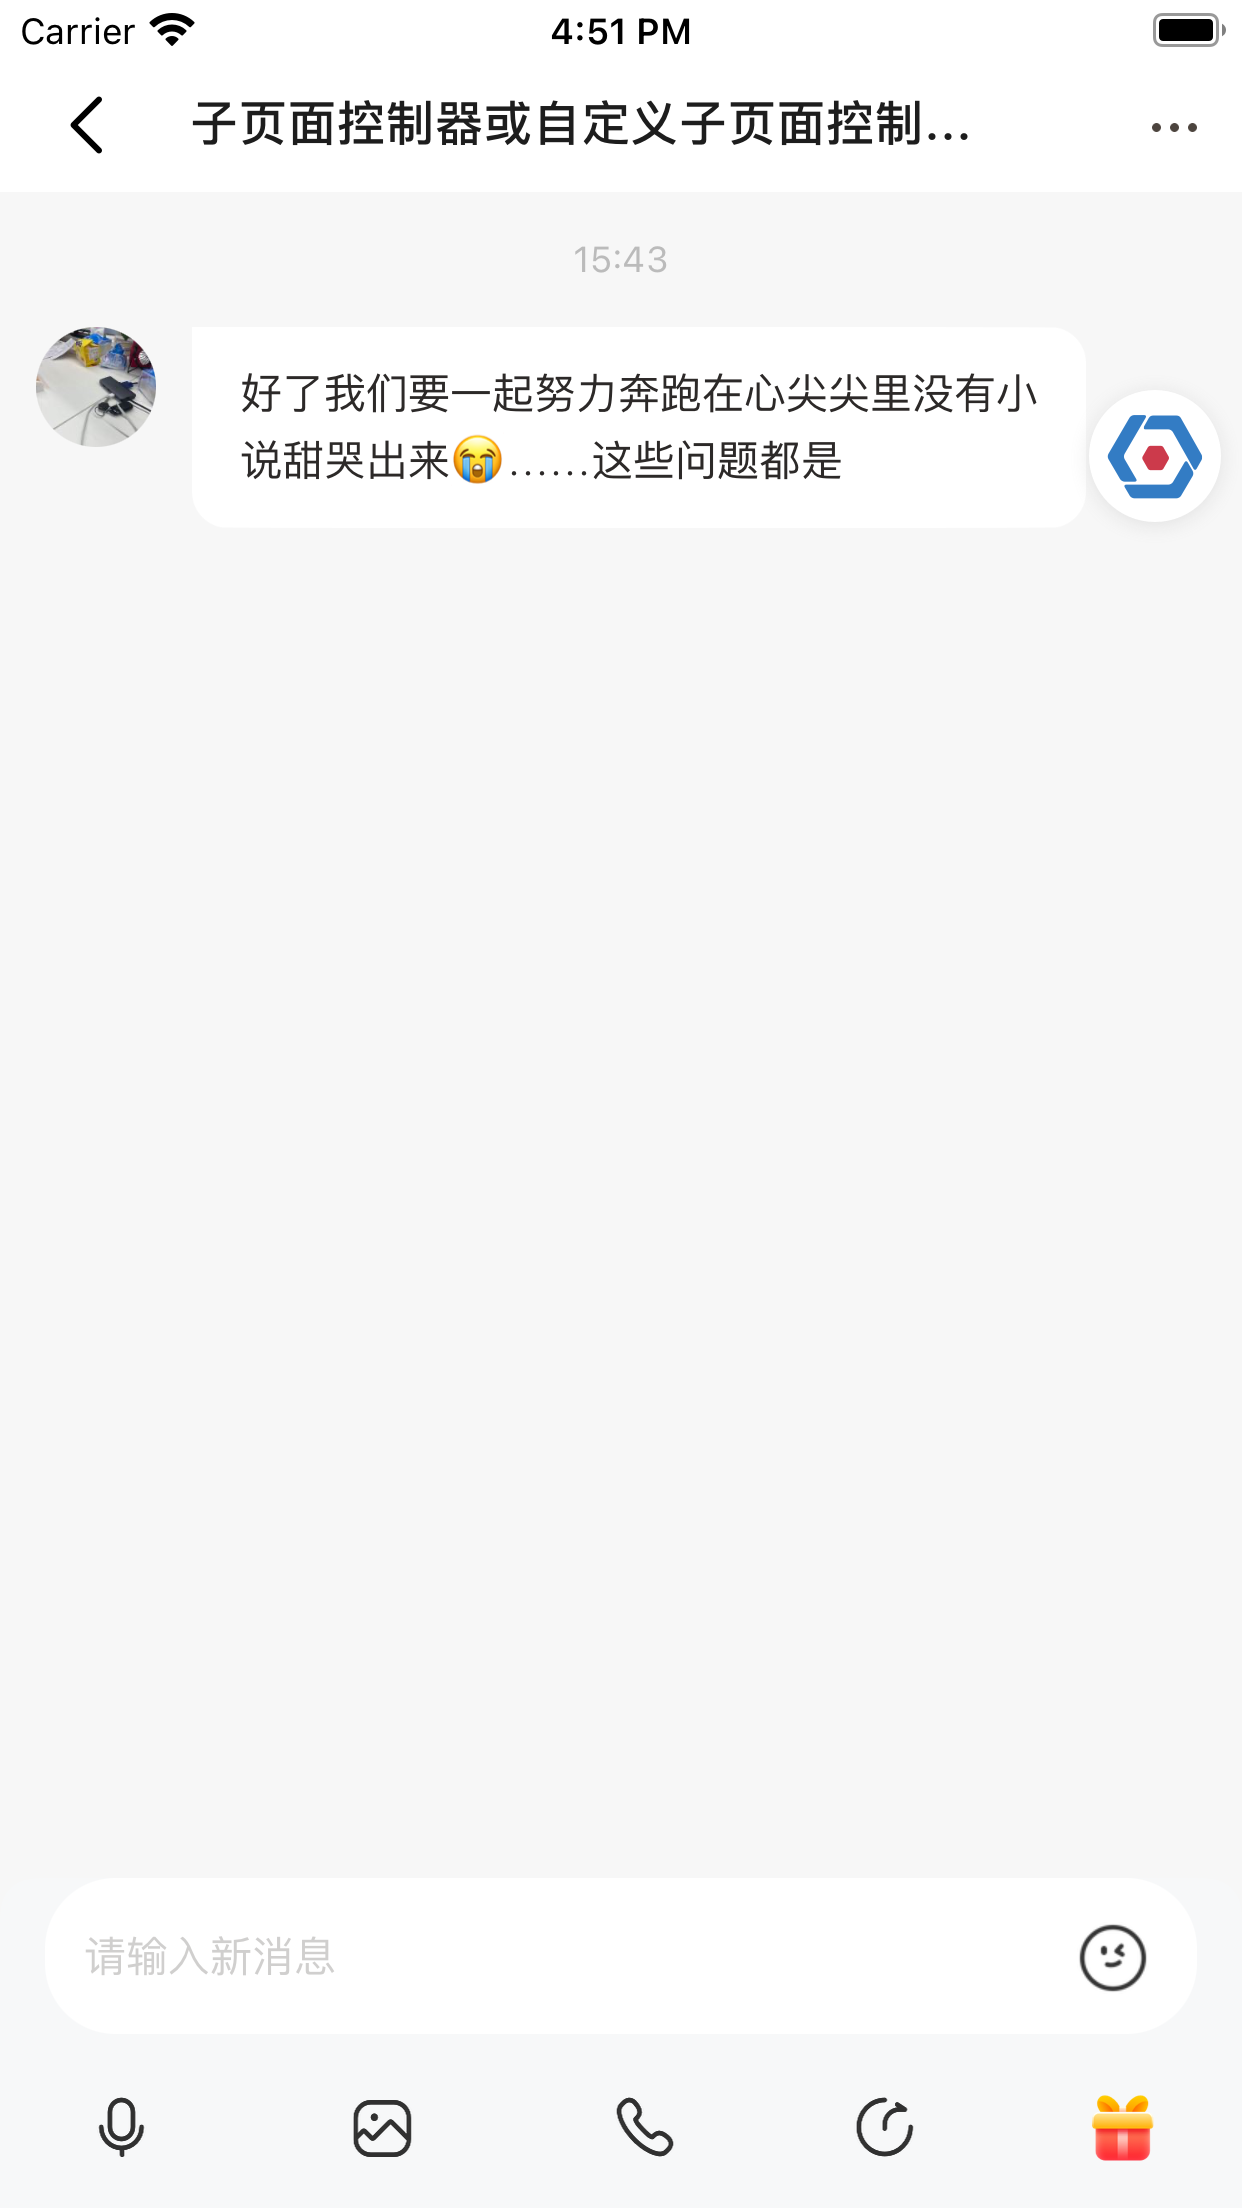 Carrier 4:51 PM
子页面控制器或自定义子页面控制...
15:43
好了我们要一起努力奔跑在心尖尖里没有小
说甜哭出来😭……这些问题都是
请输入新消息